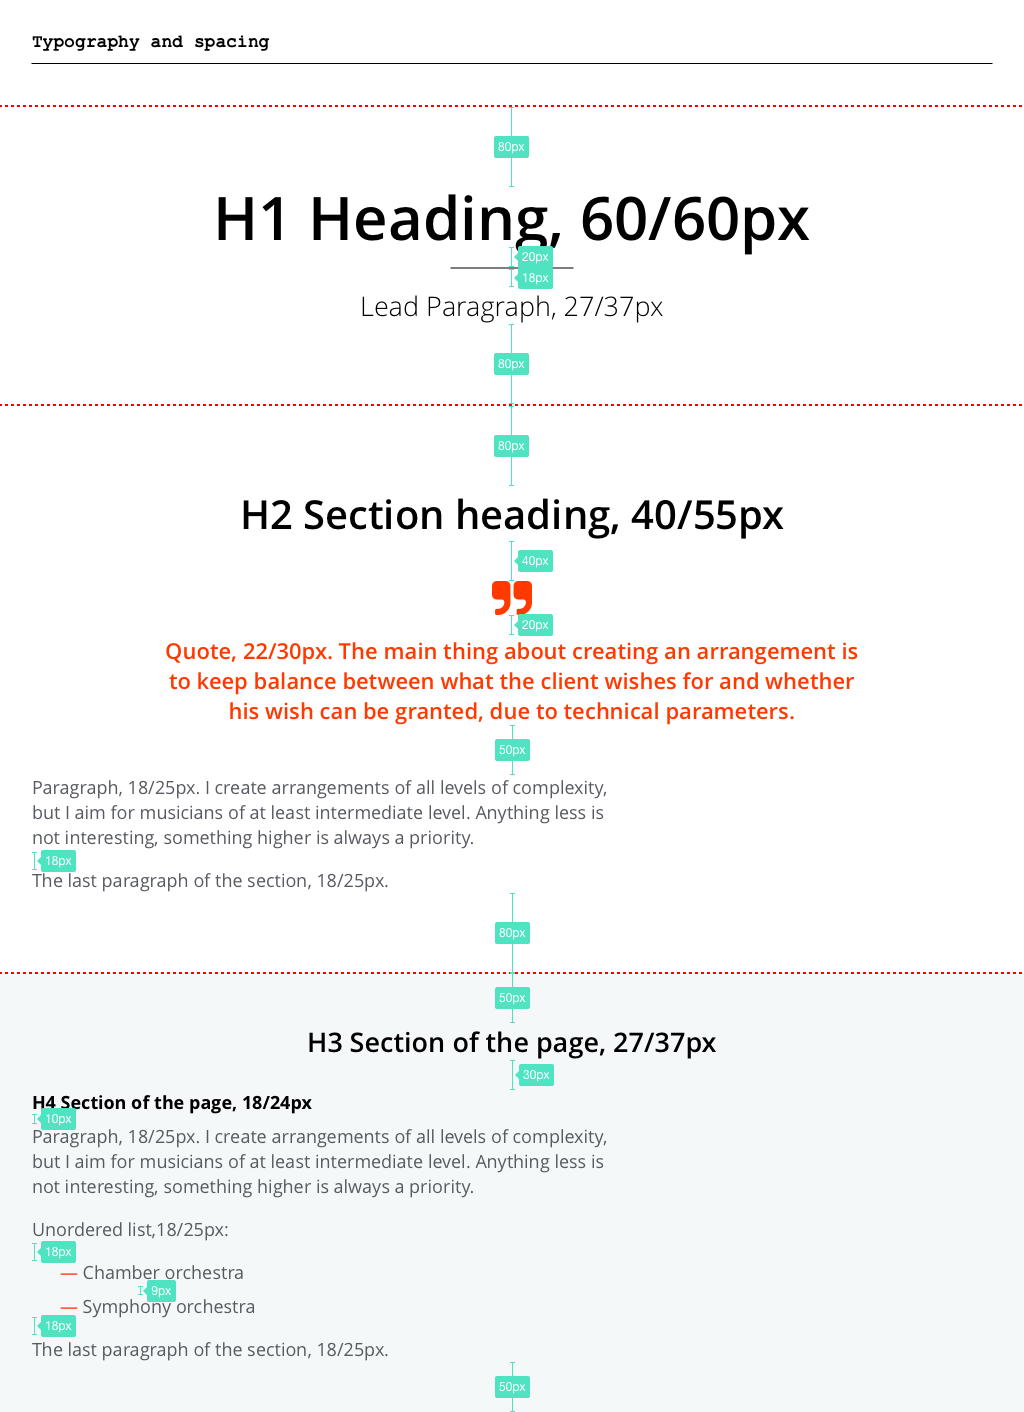 Typography and spacing
80px
H1 Heading, 60/60px
20px
18px
Lead Paragraph, 27/37px
80px
80px
H2 Section heading, 40/55px
40px
20px
Quote, 22/30px. The main thing about creating an arrangement is
to keep balance between what the client wishes for and whether
his wish can be granted, due to technical parameters.
50px
Paragraph, 18/25px. I create arrangements of all levels of complexity,
but I aim for musicians of at least intermediate level. Anything less is
not interesting, something higher is always a priority.
18px
The last paragraph of the section, 18/25px.
80px
50px
H3 Section of the page, 27/37px
30px
H4 Section of the page, 18/24px
10px
Paragraph, 18/25px. I create arrangements of all levels of complexity,
but I aim for musicians of at least intermediate level. Anything less is
not interesting, something higher is always a priority.
Unordered list,18/25px:
18px
— Chamber orchestra
9px
— Symphony orchestra
18px
The last paragraph of the section, 18/25px.
50px